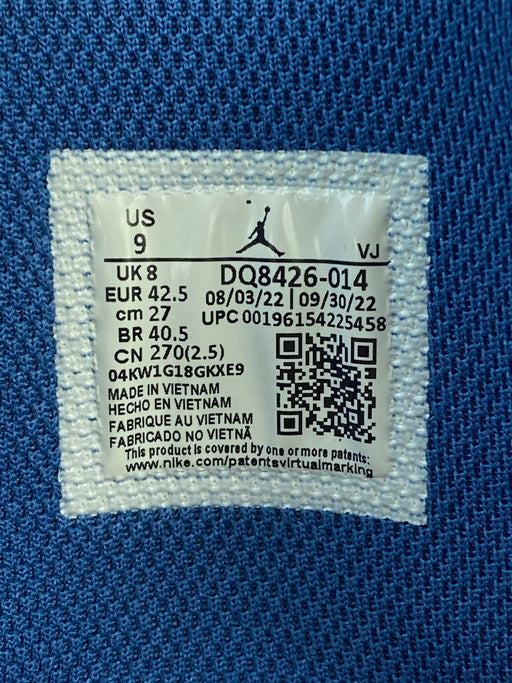 US
9
VJ
UK 8
DQ8426-014
EUR 42.5
08/03/22 | 09/30/22
cm 27
UPC 00196154225458
BR 40.5
CN 270(2.5)
04KW1G18GKXE9
MADE IN VIETNAM
HECHO EN VIETNAM
FABRIQUE AU VIETNAM
FABRICADO NO VIETNÃ
This product is covered by one or more patents:
www.nike.com/patentsvirtualmarking